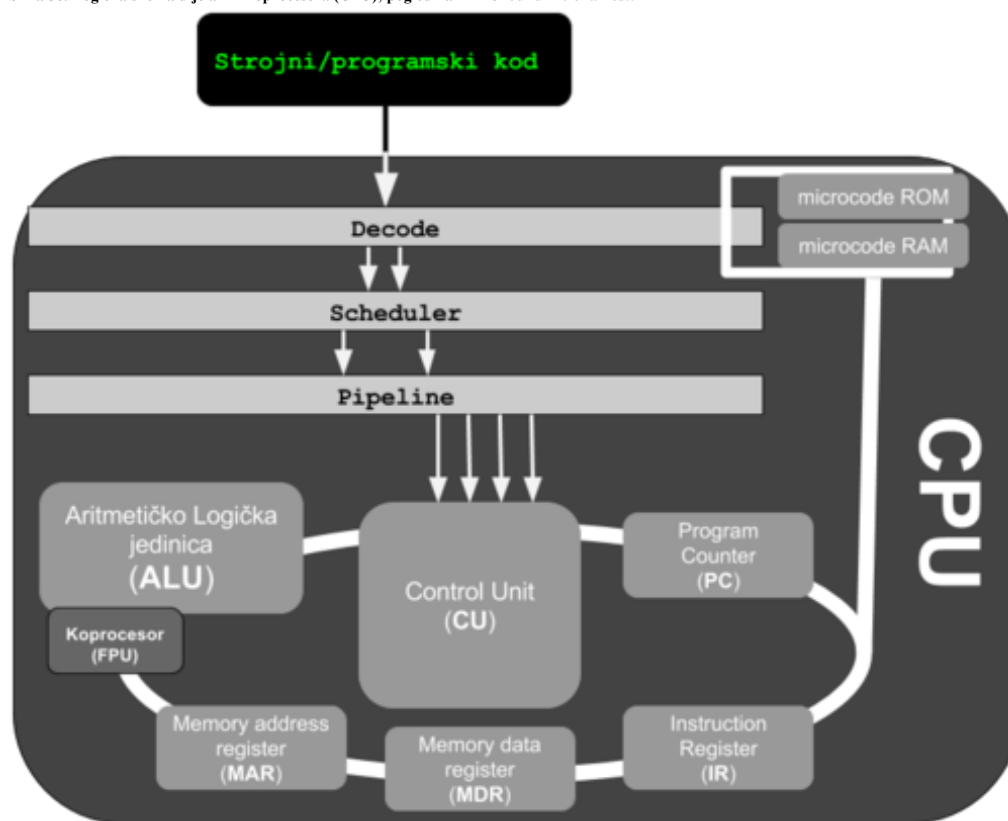 Strojni/programski kod
microcode ROM
microcode RAM
Decode
Scheduler
Pipeline
CPU
Aritmetičko Logička
jedinica
(ALU)
Koprocesor
(FPU)
Control Unit
(CU)
Program
Counter
(PC)
Memory address
register
(MAR)
Memory data
register
(MDR)
Instruction
Register
(IR)